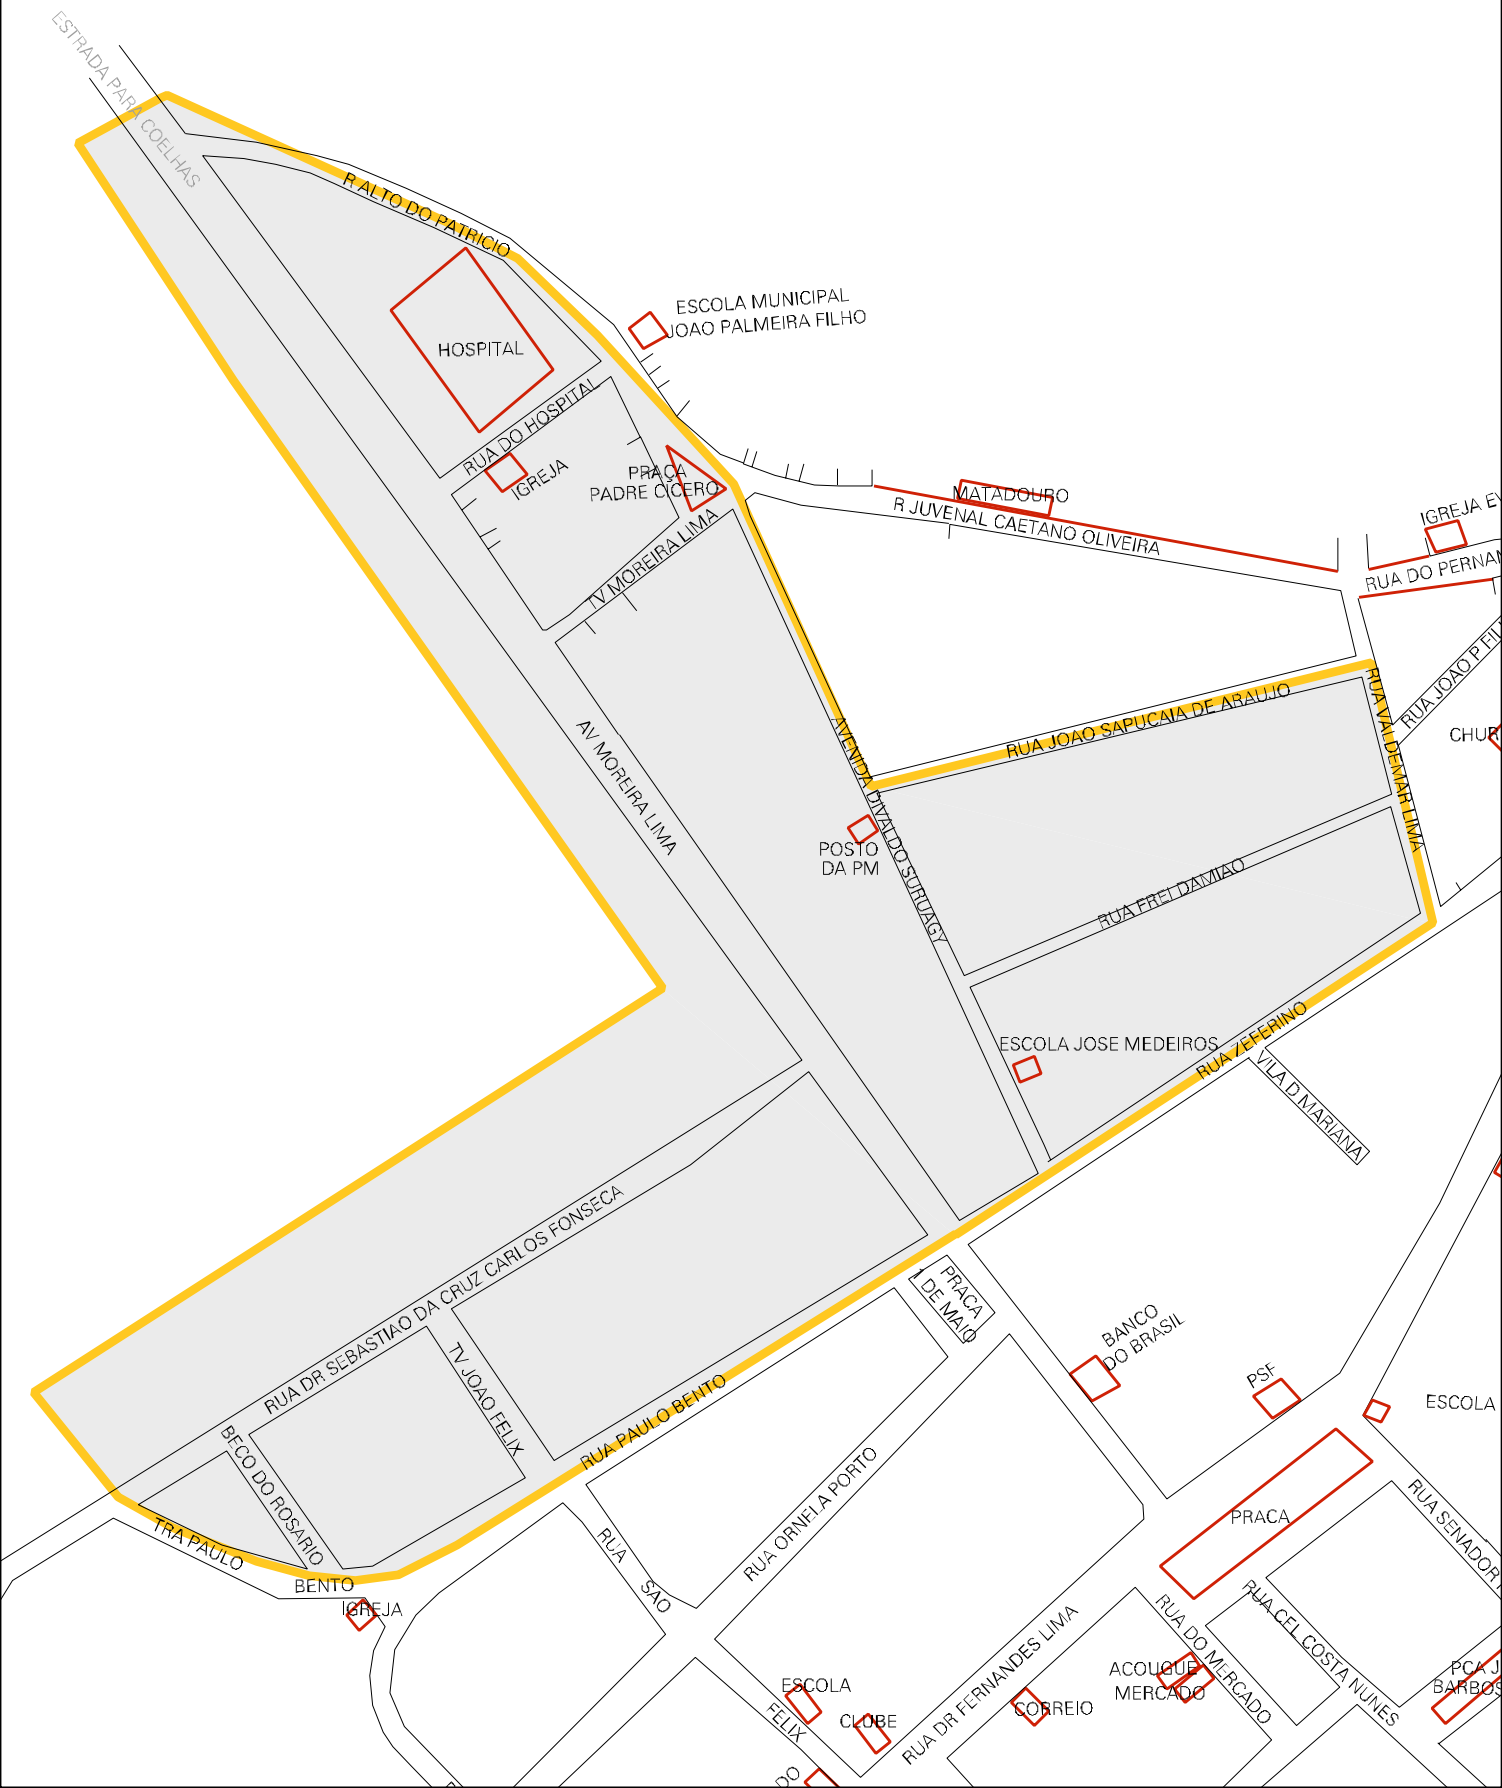 ESTRADA PARA COELHAS
R ALTO DO PATRICIO
ESCOLA MUNICIPAL
JOAO PALMEIRA FILHO
HOSPITAL
RUA DO HOSPITAL
IGREJA
PRAÇA
PADRE CICERO
TV MOREIRA LIMA
MATADOURO
R JUVENAL CAETANO OLIVEIRA
IGREJA
RUA DO PERNAN
RUA JOAO P FIL
CHUR
RUA JOAO SAPUCAIA DE ARAUJO
RUA VALDEMAR LIMA
AV MOREIRA LIMA
AVENIDA DIVALDO SURUAGY
POSTO
DA PM
RUA FREI DAMIAO
ESCOLA JOSE MEDEIROS
RUA ZEFERINO
VILA D MARIANA
RUA DR SEBASTIAO DA CRUZ CARLOS FONSECA
PRACA
1 DE MAIO
BANCO
DO BRASIL
PSF
ESCOLA
TV JOAO FELIX
RUA PAULO BENTO
BECO DO ROSARIO
TRA PAULO
BENTO
IGREJA
RUA
SAO
FELIX
RUA ORNELA PORTO
PRACA
RUA SENADOR
RUA CEL COSTA NUNES
RUA DO MERCADO
RUA DR FERNANDES LIMA
ACOUGUE
MERCADO
CORREIO
ESCOLA
CLUBE
PCA J
BARBOS
DO